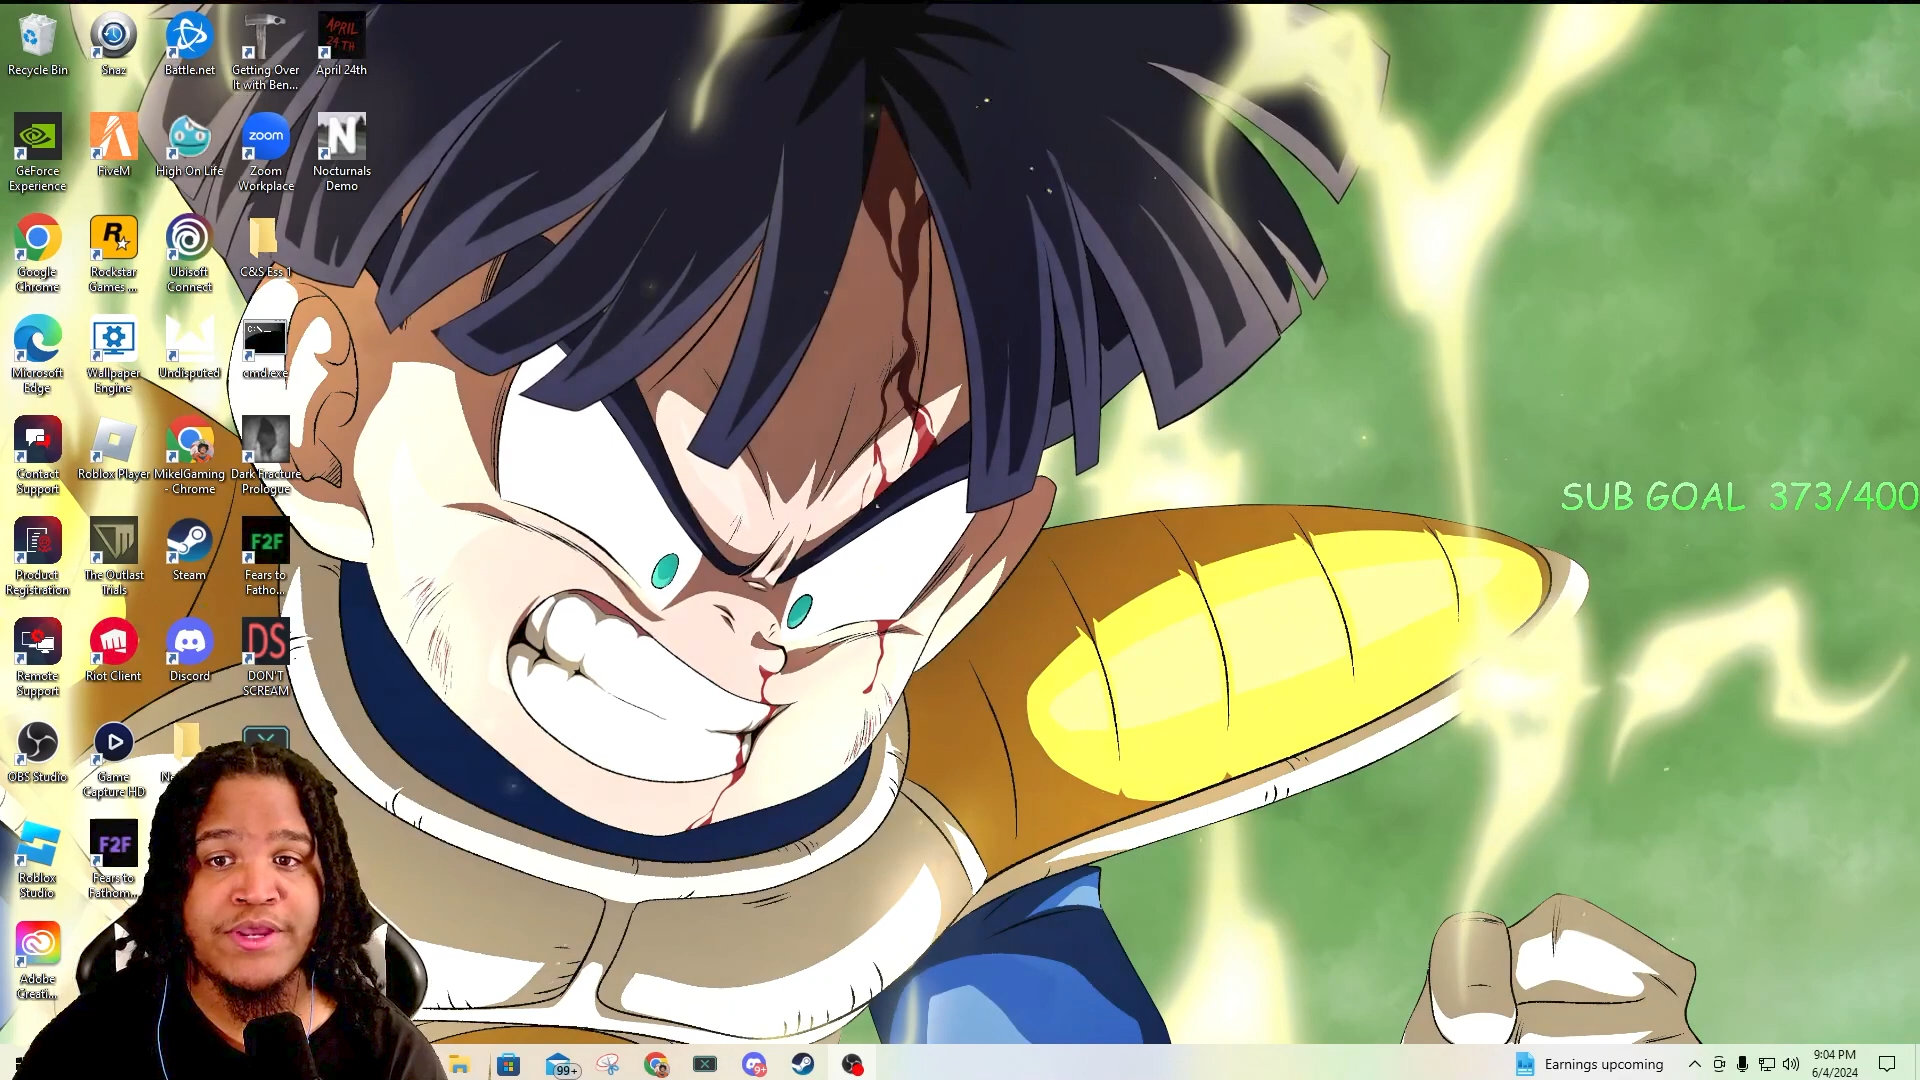 Recycle Bin
Snaz
Battle.net
Getting Over
It with Ben...
APRIL
24 TH
April 24th
GeForce
Experience
FiveM
High On Life
zoom
Zoom
Workplace
N
Nocturnals
Demo
Google
Chrome
R
Rockstar
Games ...
Ubisoft
Connect
C&S Ess 1
Microsoft
Edge
Wallpaper
Engine
Undisputed
C:\_
cmd.exe
Contact
Support
Roblox Player
MikelGaming
- Chrome
Dark Fracture
Prologue
SUB GOAL 373/400
Product
Registration
The Outlast
Trials
Steam
F2F
Fears to
Fatho...
Remote
Support
Riot Client
Discord
DS
DON'T
SCREAM
OBS Studio
Game
Capture HD
Roblox
Studio
F2F
Fears to
Fathom...
Adobe
Creati...
99+
9+
Earnings upcoming
9:04 PM
6/4/2024